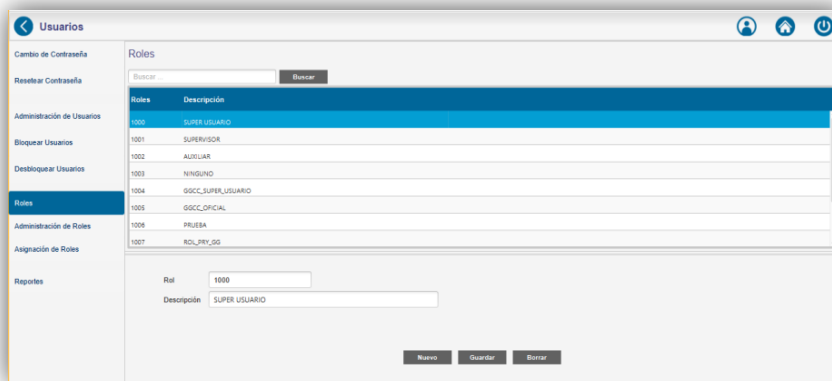 Usuarios
Cambio de Contraseña
Resetear Contraseña
Administración de Usuarios
Bloquear Usuarios
Desbloquear Usuarios
Roles
Administración de Roles
Asignación de Roles
Reportes
Roles
Buscar ... Buscar
Roles Descripción
1000 SUPER USUARIO
1001 SUPERVISOR
1002 AUXILIAR
1003 NINGUNO
1004 GGCC_SUPER_USUARIO
1005 GGCC_OFICIAL
1006 PRUEBA
1007 ROL_PRY_GG
Rol 1000
Descripción SUPER USUARIO
Nuevo Guardar Borrar